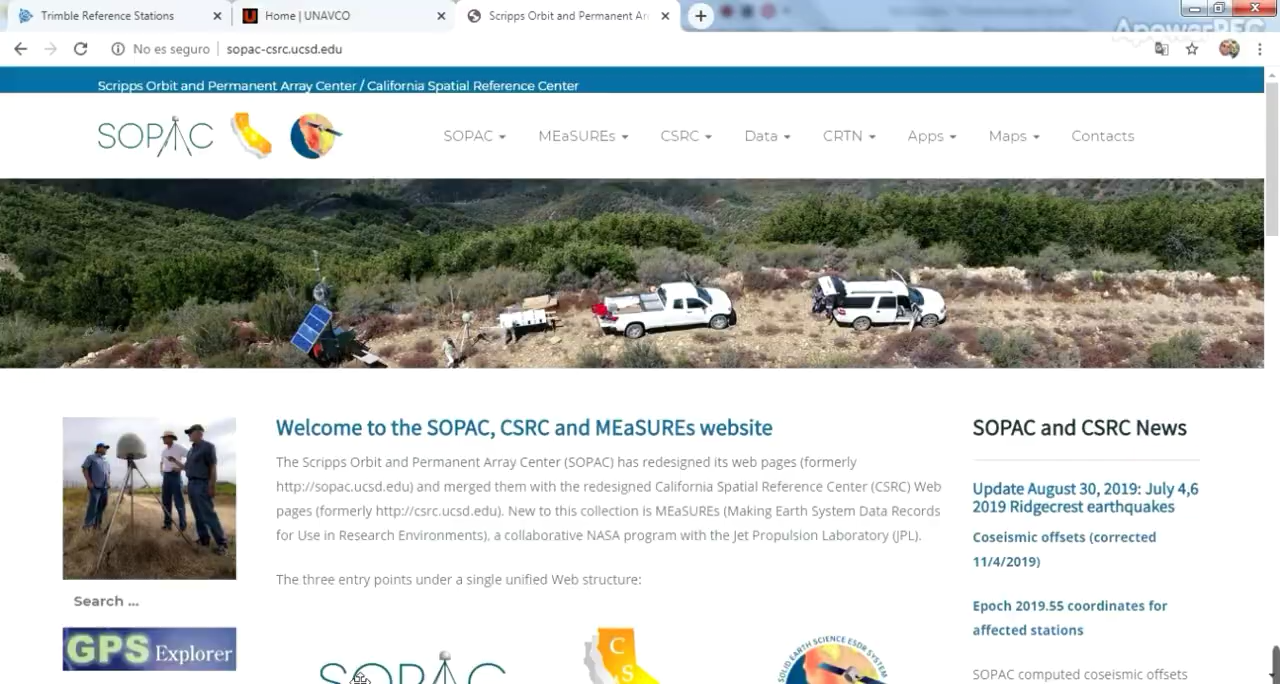 Trimble Reference Stations
Home | UNAVCO
Scripps Orbit and Permanent Ar
ApowerREC
No es seguro
sopac-csrc.ucsd.edu
Scripps Orbit and Permanent Array Center / California Spatial Reference Center
SOPAC
SOPAC
MEaSUREs
CSRC
Data
CRTN
Apps
Maps
Contacts
Welcome to the SOPAC, CSRC and MEaSUREs website
The Scripps Orbit and Permanent Array Center (SOPAC) has redesigned its web pages (formerly
http://sopac.ucsd.edu) and merged them with the redesigned California Spatial Reference Center (CSRC) Web
pages (formerly http://csrc.ucsd.edu). New to this collection is MEaSUREs (Making Earth System Data Records
for Use in Research Environments), a collaborative NASA program with the Jet Propulsion Laboratory (JPL).
The three entry points under a single unified Web structure:
SOPAC
C
S
SOLID EARTH SCIENCE ESDR SYSTEM
Search ...
GPS Explorer
SOPAC and CSRC News
Update August 30, 2019: July 4,6
2019 Ridgecrest earthquakes
Coseismic offsets (corrected
11/4/2019)
Epoch 2019.55 coordinates for
affected stations
SOPAC computed coseismic offsets